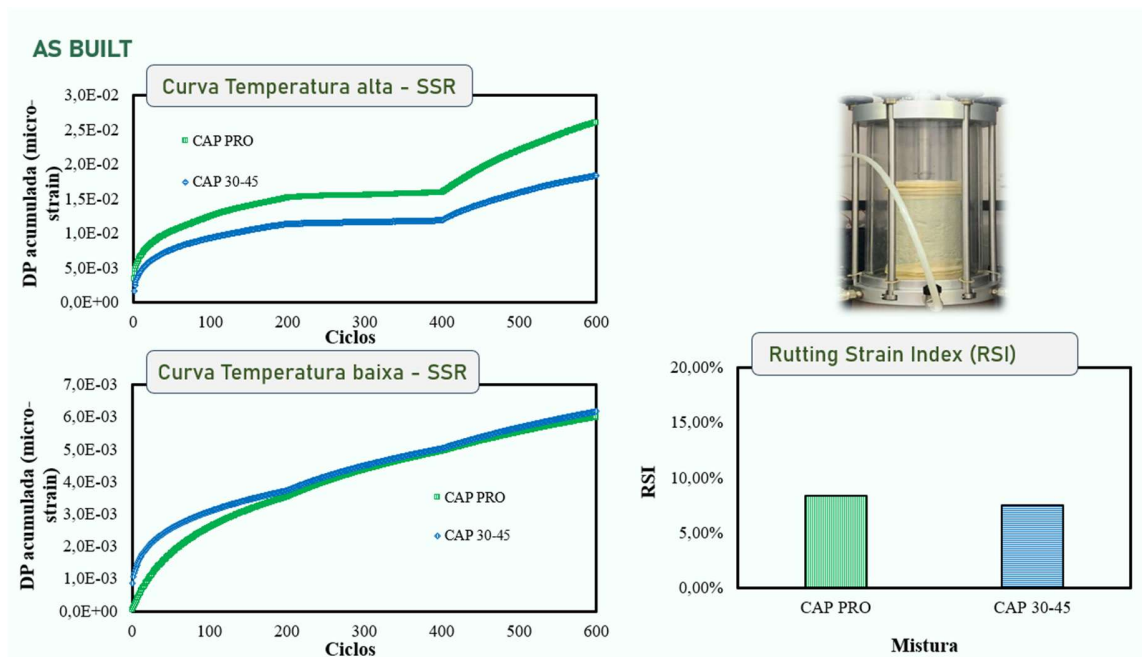 AS BUILT
Curva Temperatura alta - SSR
DP acumulada (micro-
strain)
3,0E-02
2,5E-02
2,0E-02
1,5E-02
1,0E-02
5,0E-03
0,0E+00
CAP PRO
CAP 30-45
0 100 200 300 400 500 600
Ciclos
Curva Temperatura baixa - SSR
DP acumulada (micro-
strain)
7,0E-03
6,0E-03
5,0E-03
4,0E-03
3,0E-03
2,0E-03
1,0E-03
0,0E+00
CAP PRO
CAP 30-45
0 100 200 300 400 500 600
Ciclos
Rutting Strain Index (RSI)
RSI
20,00%
15,00%
10,00%
5,00%
0,00%
CAP PRO CAP 30-45
Mistura